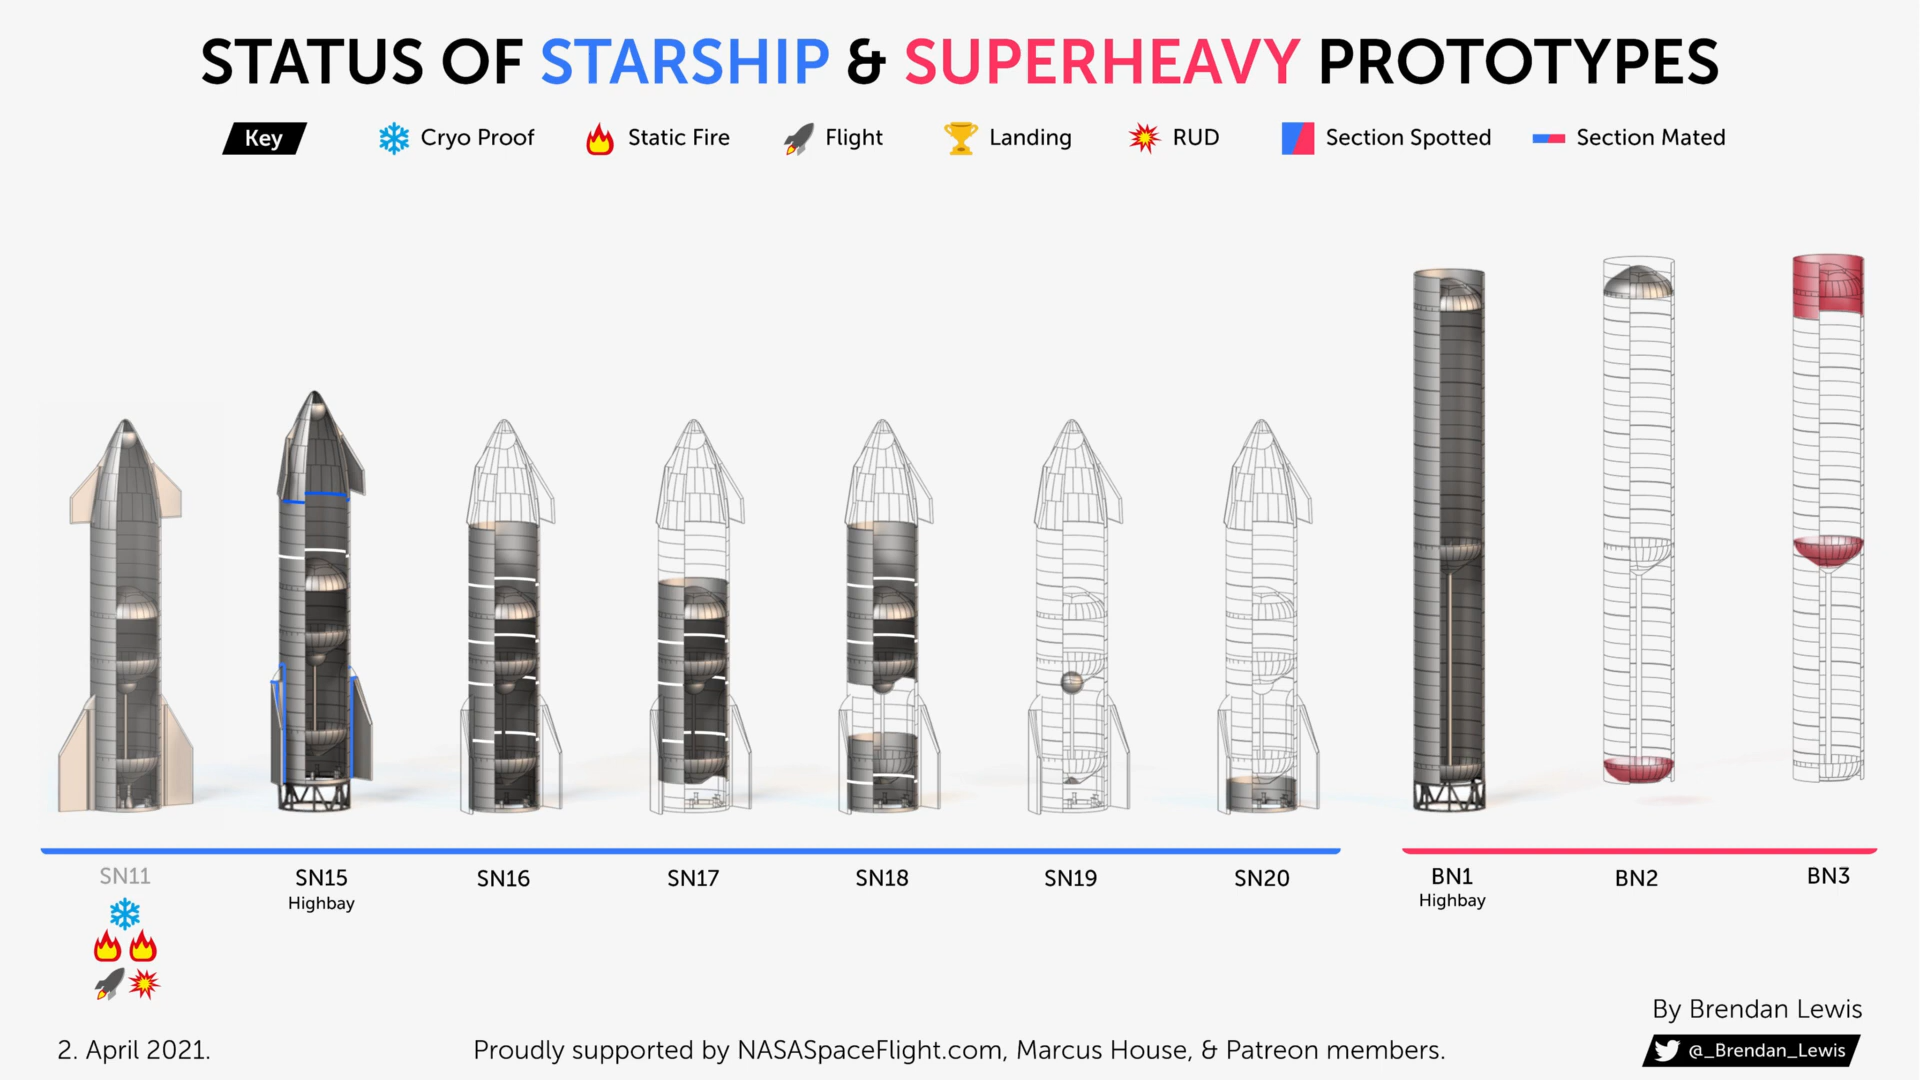 STATUS OF STARSHIP & SUPERHEAVY PROTOTYPES
Key
Cryo Proof
Static Fire
Flight
Landing
RUD
Section Spotted
Section Mated
SN11
SN15
Highbay
SN16
SN17
SN18
SN19
SN20
BN1
Highbay
BN2
BN3
By Brendan Lewis
2. April 2021.
Proudly supported by NASASpaceFlight.com, Marcus House, & Patreon members.
@_Brendan_Lewis